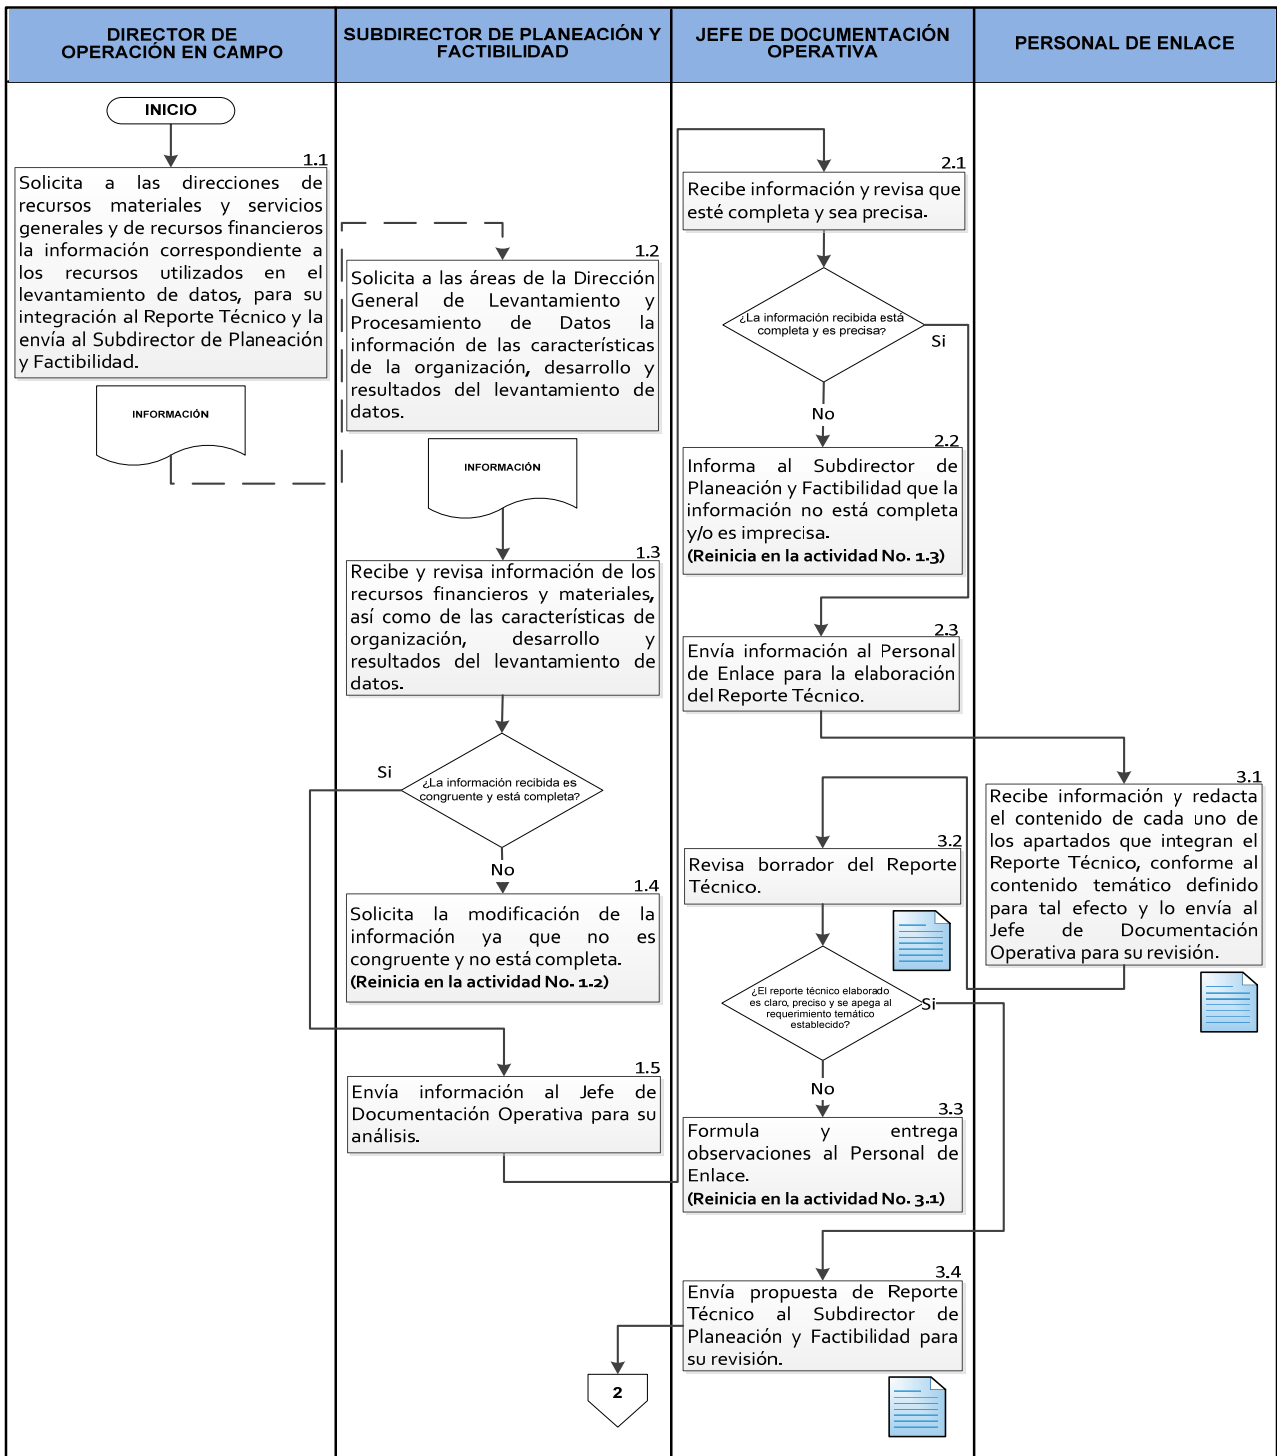 DIRECTOR DE
OPERACIÓN EN CAMPO
SUBDIRECTOR DE PLANEACIÓN Y
FACTIBILIDAD
JEFE DE DOCUMENTACIÓN
OPERATIVA
PERSONAL DE ENLACE
INICIO
1.1
Solicita a las direciones de
recursos materiales y servicios
generales y de recursos financieros
la información correspondiente a
los recursos utilizados en el
levantamiento de datos, para su
integración al Reporte Técnico y la
envía al Subdirector de Planeación
y Factibilidad.
INFORMACIÓN
1.2
Solicita a las áreas de la Dirección
General de Levantamiento y
Procesamiento de Datos la
información de las características
de la organización, desarrollo y
resultados del levantamiento de
datos.
INFORMACIÓN
1.3
Recibe y revisa información de los
recursos financieros y materiales,
así como de las características de
organización, desarrollo y
resultados del levantamiento de
datos.
¿La información recibida es
congruente y está completa?
Si
No
1.4
Solicita la modificación de la
información ya que no es
congruente y no está completa.
(Reinicia en la actividad No. 1.2)
1.5
Envía información al Jefe de
Documentación Operativa para su
análisis.
2.1
Recibe información y revisa que
esté completa y sea precisa.
¿La información recibida está
completa y es precisa?
Si
No
2.2
Informa al Subdirector de
Planeación y Factibilidad que la
información no está completa
y/o es imprecisa.
(Reinicia en la actividad No. 1.3)
2.3
Envía información al Personal
de Enlace para la elaboración
del Reporte Técnico.
3.1
Recibe información y redacta
el contenido de cada uno de
los apartados que integran el
Reporte Técnico, conforme al
contenido temático definido
para tal efecto y lo envía al
Jefe de Documentación
Operativa para su revisión.
3.2
Revisa borrador del Reporte
Técnico.
¿El reporte técnico elaborado
es claro, preciso y se apega al
requerimiento temático
establecido?
Si
No
3.3
Formula y entrega
observaciones al Personal de
Enlace.
(Reinicia en la actividad No. 3.1)
3.4
Envía propuesta de Reporte
Técnico al Subdirector de
Planeación y Factibilidad para
su revisión.
2